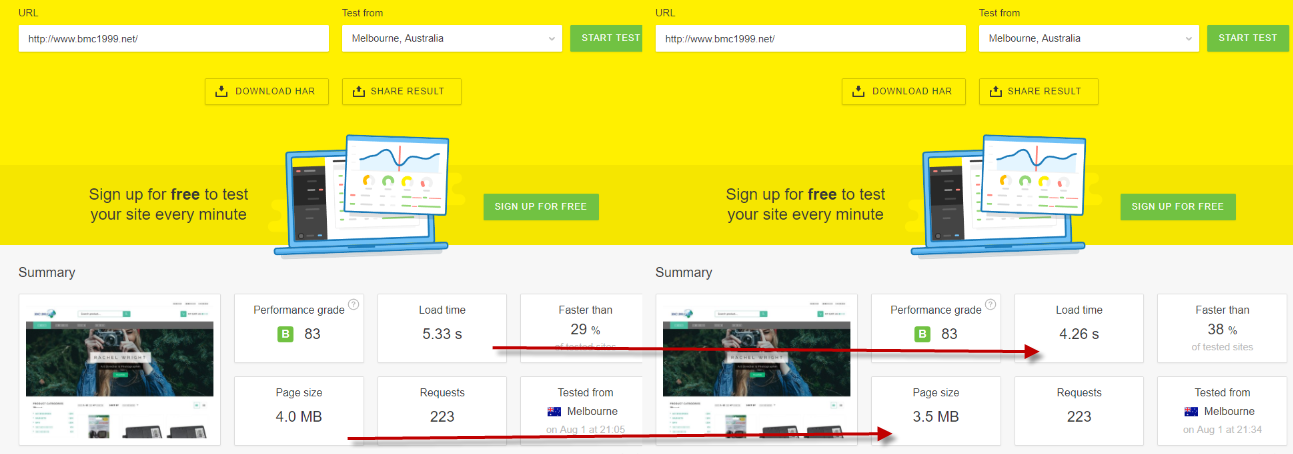 URL
Test from
http://www.bmc1999.net/
Melbourne, Australia
START TEST
DOWNLOAD HAR
SHARE RESULT
Sign up for free to test
your site every minute
SIGN UP FOR FREE
Summary
Performance grade ?
B 83
Load time
5.33 s
Faster than
29 %
of tested sites
RACHEL WRIGHT
Page size
4.0 MB
Requests
223
Tested from
Melbourne
on Aug 1 at 21:05
URL
Test from
http://www.bmc1999.net/
Melbourne, Australia
START TEST
DOWNLOAD HAR
SHARE RESULT
Sign up for free to test
your site every minute
SIGN UP FOR FREE
Summary
Performance grade ?
B 83
Load time
4.26 s
Faster than
38 %
of tested sites
RACHEL WRIGHT
Page size
3.5 MB
Requests
223
Tested from
Melbourne
on Aug 1 at 21:34